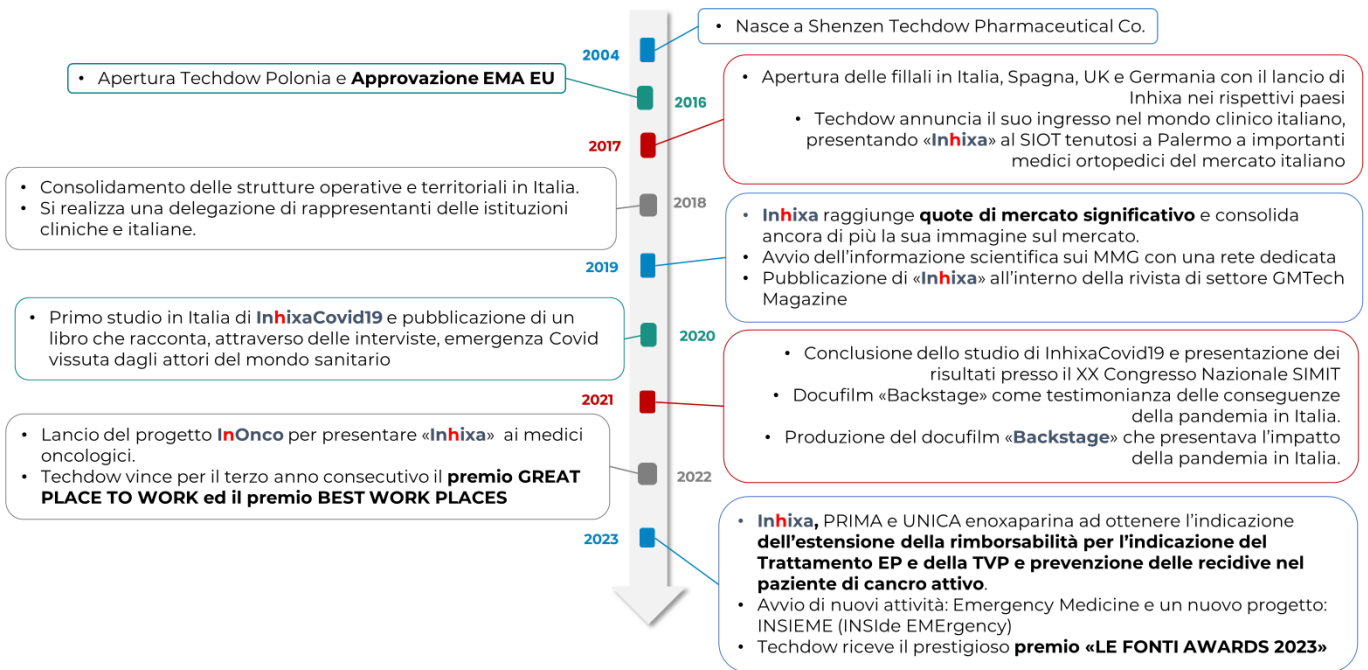 2004
• Nasce a Shenzen Techdow Pharmaceutical Co.
• Apertura Techdow Polonia e Approvazione EMA EU
2016
2017
• Apertura delle fillali in Italia, Spagna, UK e Germania con il lancio di
Inhixa nei rispettivi paesi
• Techdow annuncia il suo ingresso nel mondo clinico italiano,
presentando «Inhixa» al SIOT tenutosi a Palermo a importanti
medici ortopedici del mercato italiano
• Consolidamento delle strutture operative e territoriali in Italia.
• Si realizza una delegazione di rappresentanti delle istituzioni
cliniche e italiane.
2018
2019
• Inhixa raggiunge quote di mercato significativo e consolida
ancora di più la sua immagine sul mercato.
• Avvio dell’informazione scientifica sui MMG con una rete dedicata
• Pubblicazione di «Inhixa» all’interno della rivista di settore GMTech
Magazine
• Primo studio in Italia di InhixaCovid19 e pubblicazione di un
libro che racconta, attraverso delle interviste, emergenza Covid
vissuta dagli attori del mondo sanitario
2020
2021
• Conclusione dello studio di InhixaCovid19 e presentazione dei
risultati presso il XX Congresso Nazionale SIMIT
• Docufilm «Backstage» come testimonianza delle conseguenze
della pandemia in Italia.
• Produzione del docufilm «Backstage» che presentava l’impatto
della pandemia in Italia.
• Lancio del progetto InOnco per presentare «Inhixa» ai medici
oncologici.
• Techdow vince per il terzo anno consecutivo il premio GREAT
PLACE TO WORK ed il premio BEST WORK PLACES
2022
2023
• Inhixa, PRIMA e UNICA enoxaparina ad ottenere l’indicazione
dell’estensione della rimborsabilità per l’indicazione del
Trattamento EP e della TVP e prevenzione delle recidive nel
paziente di cancro attivo.
• Avvio di nuovi attività: Emergency Medicine e un nuovo progetto:
INSIEME (INSIde EMErgency)
• Techdow riceve il prestigioso premio «LE FONTI AWARDS 2023»